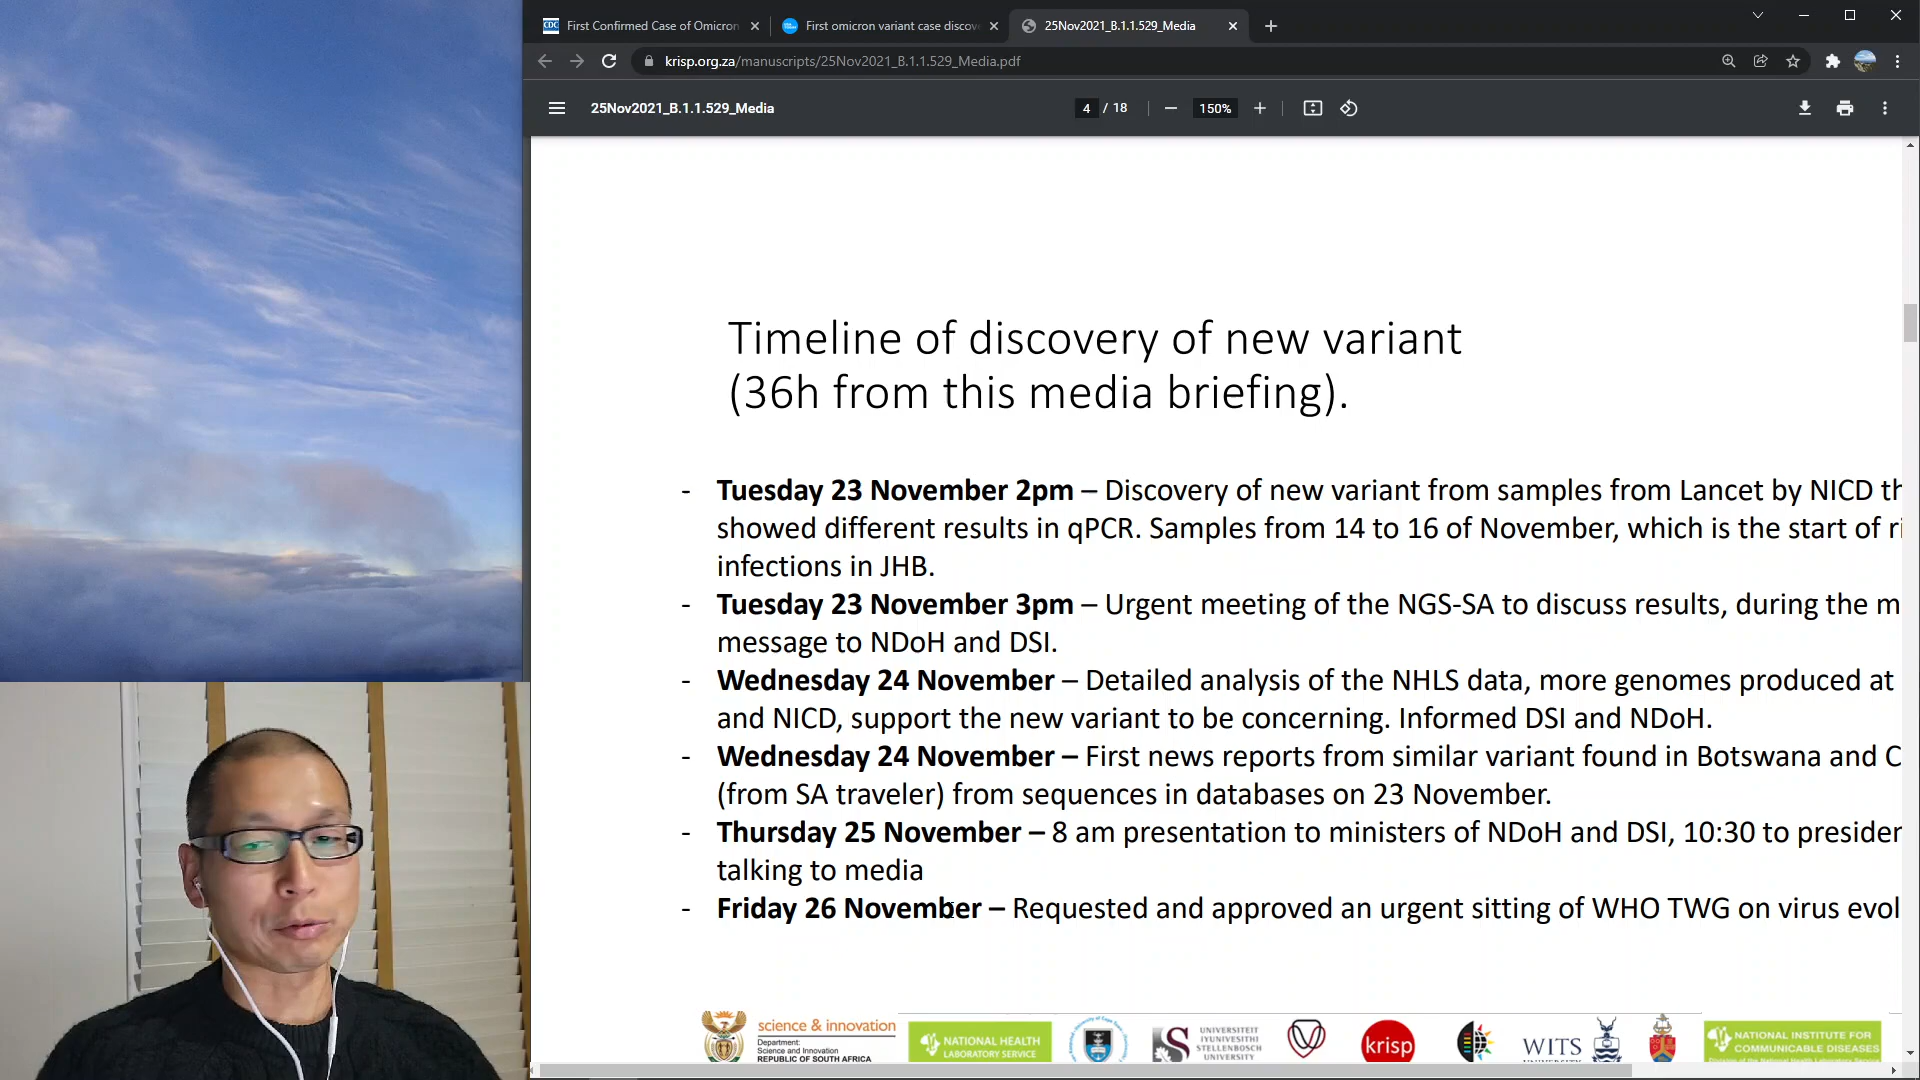 First Confirmed Case of Omicron
First omicron variant case discov
25Nov2021_B.1.1.529_Media
krisp.org.za/manuscripts/25Nov2021_B.1.1.529_Media.pdf
25Nov2021_B.1.1.529_Media
4 / 18
150%
Timeline of discovery of new variant
(36h from this media briefing).
- Tuesday 23 November 2pm – Discovery of new variant from samples from Lancet by NICD th
showed different results in qPCR. Samples from 14 to 16 of November, which is the start of ri
infections in JHB.
- Tuesday 23 November 3pm – Urgent meeting of the NGS-SA to discuss results, during the m
message to NDoH and DSI.
- Wednesday 24 November – Detailed analysis of the NHLS data, more genomes produced at
and NICD, support the new variant to be concerning. Informed DSI and NDoH.
- Wednesday 24 November – First news reports from similar variant found in Botswana and C
(from SA traveler) from sequences in databases on 23 November.
- Thursday 25 November – 8 am presentation to ministers of NDoH and DSI, 10:30 to presider
talking to media
- Friday 26 November – Requested and approved an urgent sitting of WHO TWG on virus evol
science & innovation
Department:
Science and Innovation
REPUBLIC OF SOUTH AFRICA
NATIONAL HEALTH
LABORATORY SERVICE
UNIVERSITEIT
IYUNIVESITHI
STELLENBOSCH
UNIVERSITY
krisp
WITS
NATIONAL INSTITUTE FOR
COMMUNICABLE DISEASES